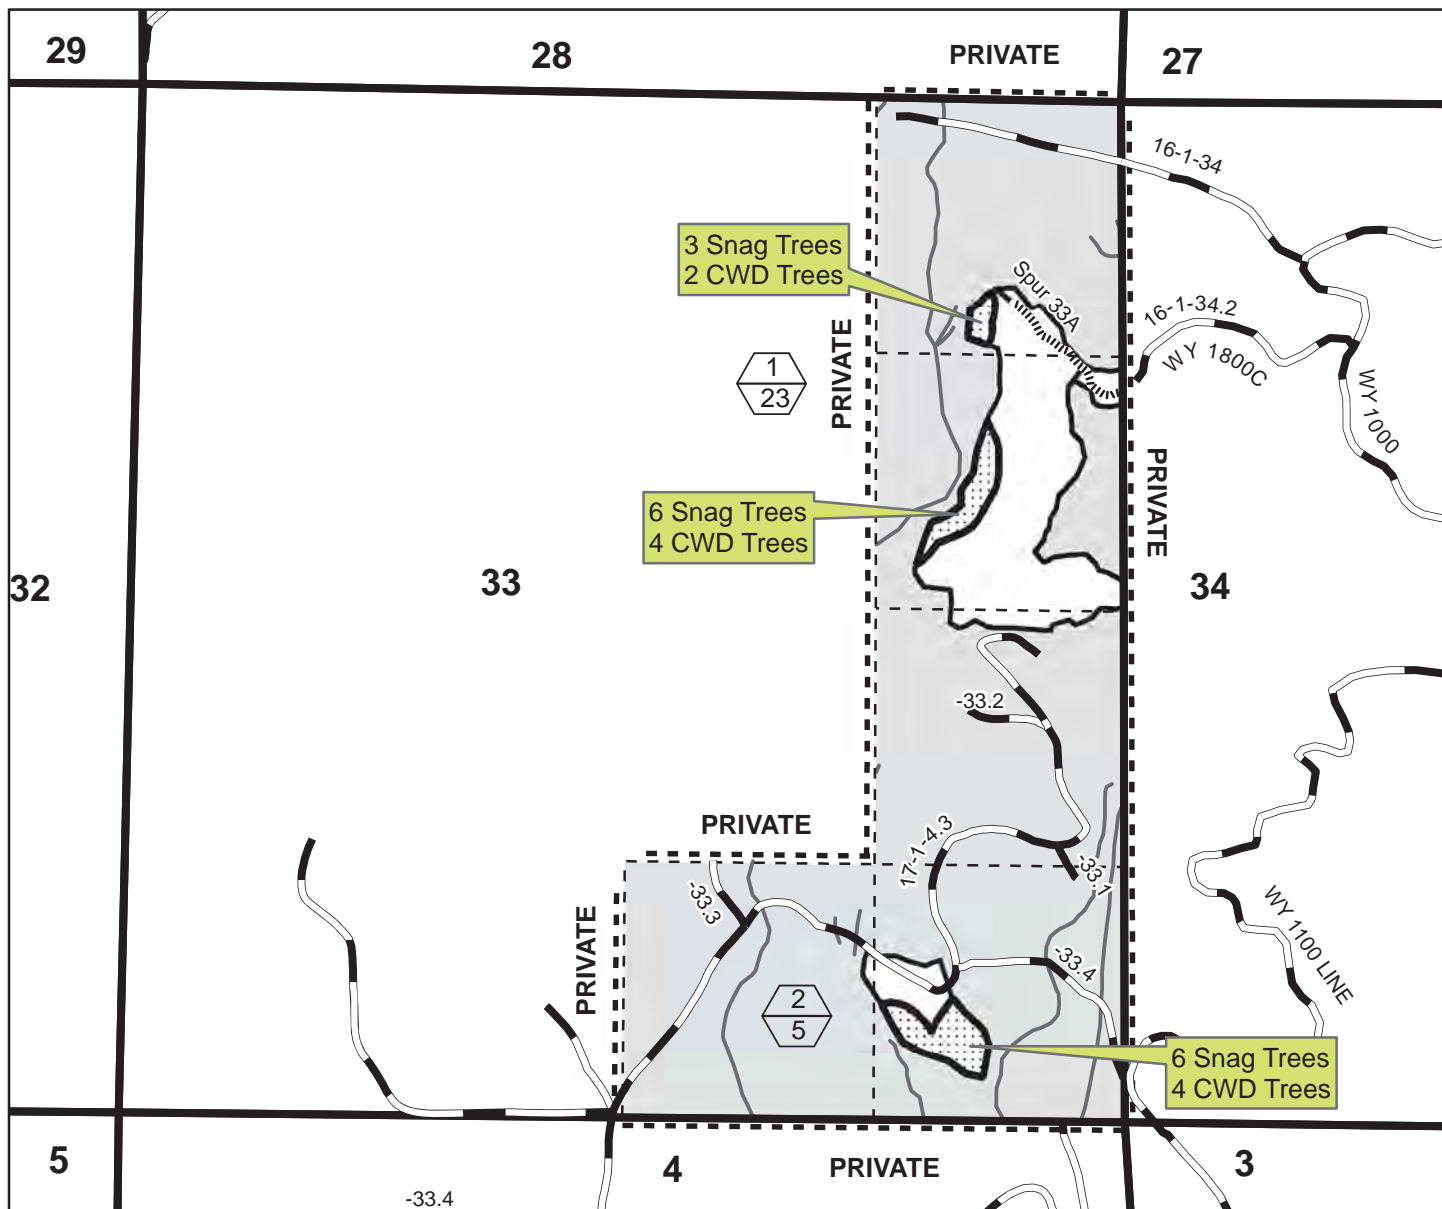 29
28
PRIVATE
27
16-1-34
3 Snag Trees
2 CWD Trees
Spur 33A
16-1-34.2
WY 1800C
PRIVATE
1
23
WY 1000
PRIVATE
6 Snag Trees
4 CWD Trees
32
33
34
-33.2
PRIVATE
17-1-4.3
-33.1
-33.3
PRIVATE
-33.4
WY 1100 LINE
2
5
6 Snag Trees
4 CWD Trees
5
4
PRIVATE
3
-33.4